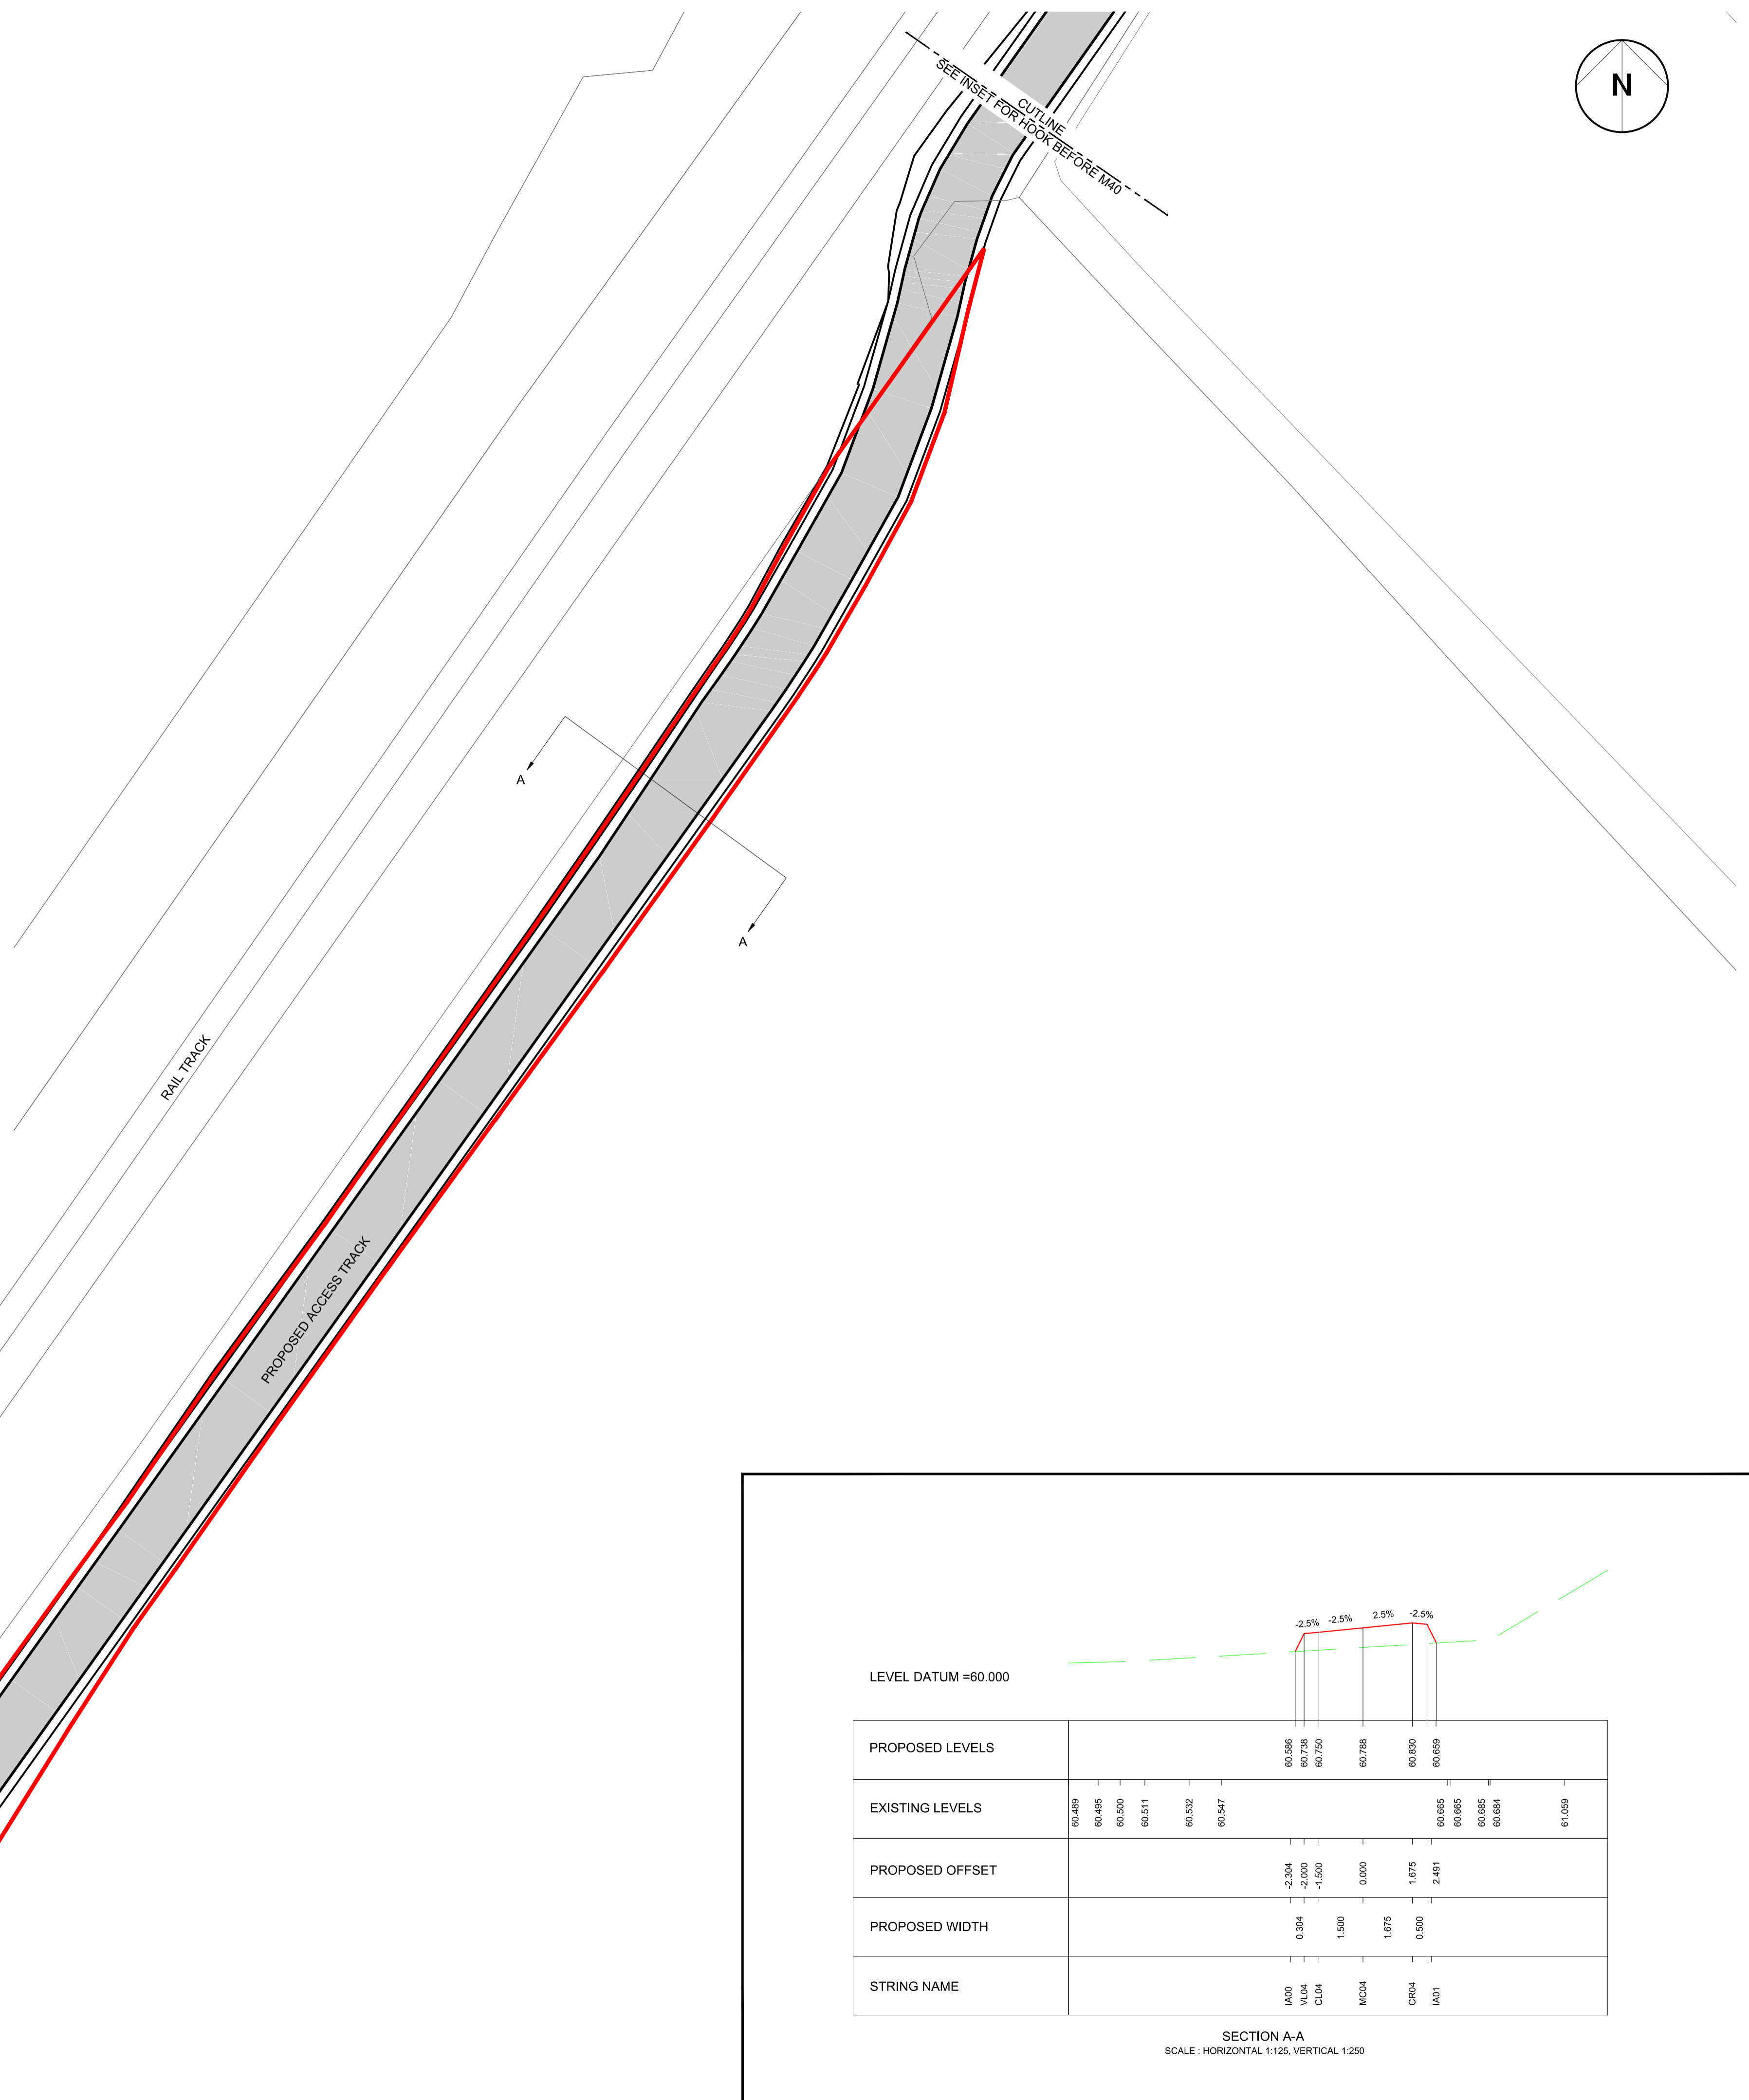 N
CUTLINE
SEE INSET FOR HOOK BEFORE M40
A
A
RAIL TRACK
PROPOSED ACCESS TRACK
-2.5% -2.5% 2.5% -2.5%
LEVEL DATUM =60.000
PROPOSED LEVELS 60.586 60.738 60.750 60.788 60.830 60.659
EXISTING LEVELS 60.489 60.495 60.500 60.511 60.532 60.547 60.665 60.665 60.685 60.684 61.059
PROPOSED OFFSET -2.304 -2.000 -1.500 0.000 1.675 2.491
PROPOSED WIDTH 0.304 1.500 1.675 0.500
STRING NAME IA00 VL04 CL04 MC04 CR04 IA01
SECTION A-A
SCALE : HORIZONTAL 1:125, VERTICAL 1:250